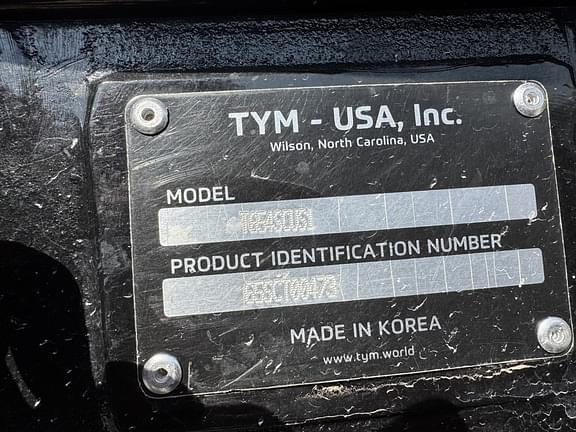 TYM - USA, Inc.
Wilson, North Carolina, USA
MODEL
PRODUCT IDENTIFICATION NUMBER
MADE IN KOREA
www.tym.world